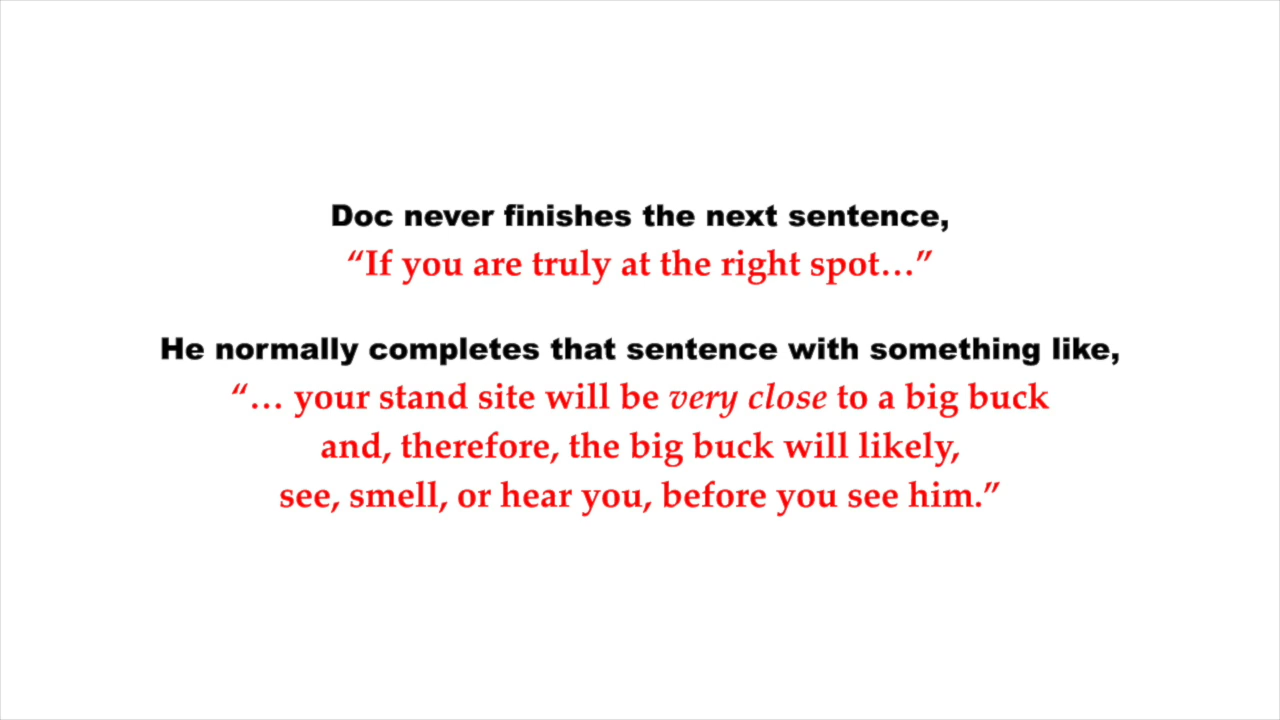 Doc never finishes the next sentence,
“If you are truly at the right spot…”
He normally completes that sentence with something like,
“… your stand site will be very close to a big buck
and, therefore, the big buck will likely,
see, smell, or hear you, before you see him.”